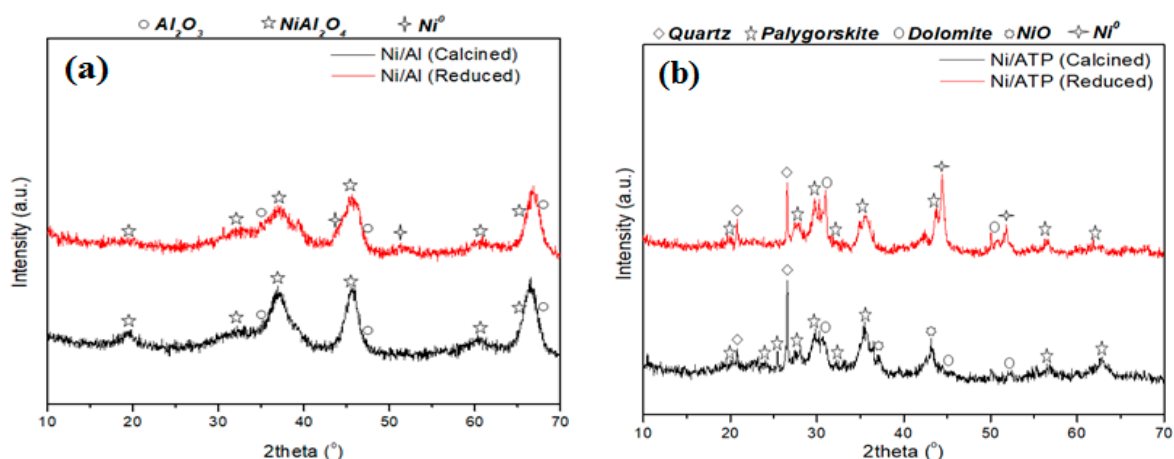 ○ Al₂O₃ ☆ NiAl₂O₄ ✧ Ni⁰
(a)
Ni/Al (Calcined)
Ni/Al (Reduced)
Intensity (a.u.)
10 20 30 40 50 60 70
2theta (°)
◇ Quartz ☆ Palygorskite ○ Dolomite ○ NiO ✧ Ni⁰
(b)
Ni/ATP (Calcined)
Ni/ATP (Reduced)
Intensity (a.u.)
10 20 30 40 50 60 70
2theta (°)